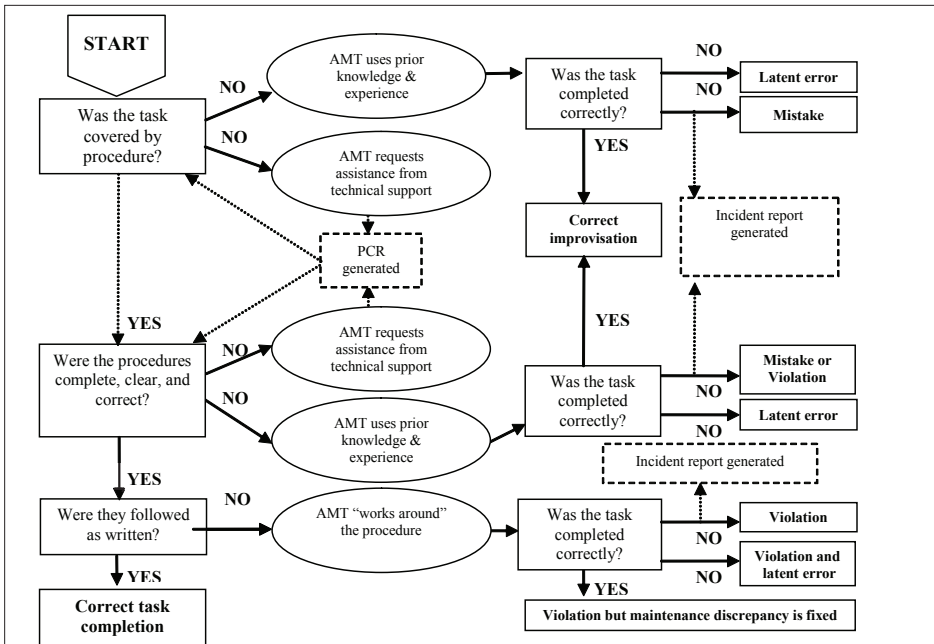 START
Was the task
covered by
procedure?
NO
AMT uses prior
knowledge &
experience
NO
AMT requests
assistance from
technical support
PCR
generated
Was the task
completed
correctly?
NO
Latent error
NO
Mistake
YES
Correct
improvisation
Incident report
generated
YES
Were the procedures
complete, clear, and
correct?
NO
AMT requests
assistance from
technical support
NO
AMT uses prior
knowledge &
experience
YES
Was the task
completed
correctly?
NO
Mistake or
Violation
NO
Latent error
Incident report generated
YES
Were they followed
as written?
NO
AMT “works around”
the procedure
Was the task
completed
correctly?
NO
Violation
NO
Violation and
latent error
YES
Correct task
completion
YES
Violation but maintenance discrepancy is fixed